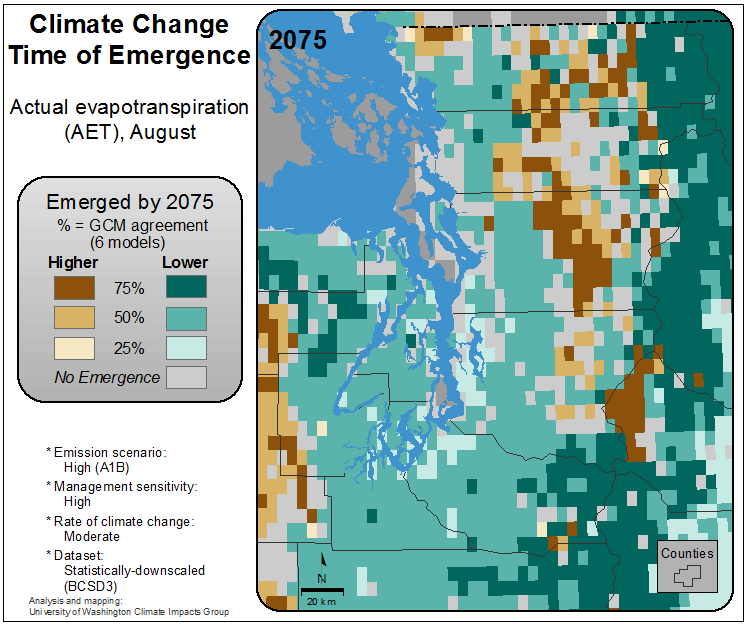 Climate Change
Time of Emergence
Actual evapotranspiration
(AET), August
Emerged by 2075
% = GCM agreement
(6 models)
Higher Lower
75%
50%
25%
No Emergence
* Emission scenario:
High (A1B)
* Management sensitivity:
High
* Rate of climate change:
Moderate
* Dataset:
Statistically-downscaled
(BCSD3)
Analysis and mapping:
University of Washington Climate Impacts Group
2075
N
20 km
Counties